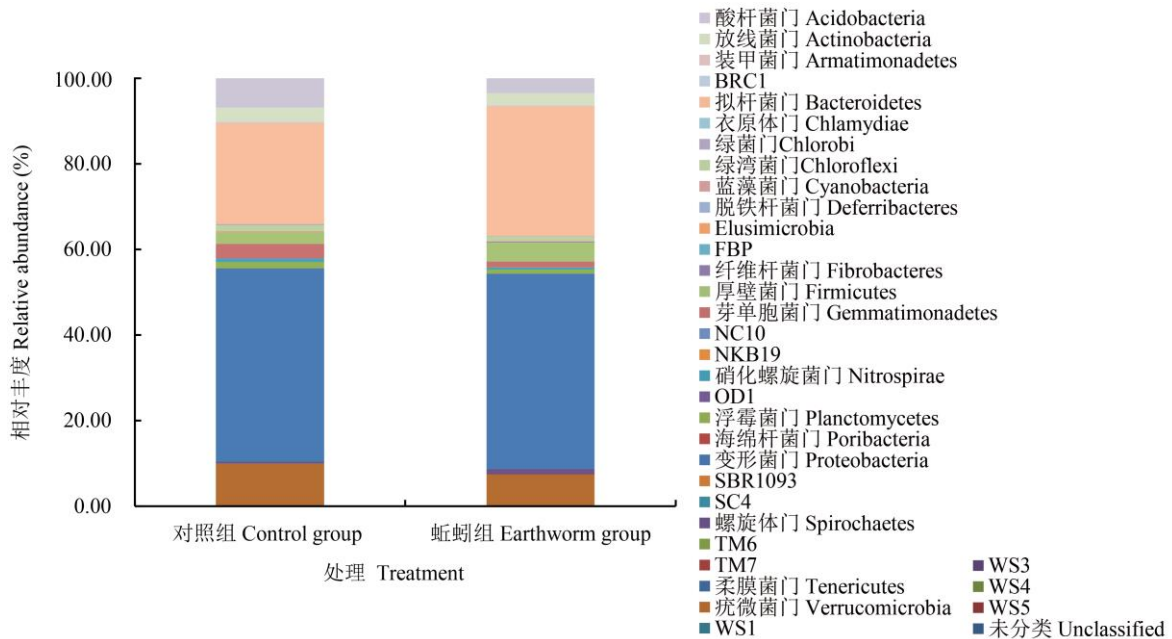 相对丰度 Relative abundance (%)
100.00
80.00
60.00
40.00
20.00
0.00
对照组 Control group
蚯蚓组 Earthworm group
处理 Treatment
酸杆菌门 Acidobacteria
放线菌门 Actinobacteria
装甲菌门 Armatimonadetes
BRC1
拟杆菌门 Bacteroidetes
衣原体门 Chlamydiae
绿菌门Chlorobi
绿湾菌门Chloroflexi
蓝藻菌门 Cyanobacteria
脱铁杆菌门 Deferribacteres
Elusimicrobia
FBP
纤维杆菌门 Fibrobacteres
厚壁菌门 Firmicutes
芽单胞菌门 Gemmatimonadetes
NC10
NKB19
硝化螺旋菌门 Nitrospirae
OD1
浮霉菌门 Planctomycetes
海绵杆菌门 Poribacteria
变形菌门 Proteobacteria
SBR1093
SC4
螺旋体门 Spirochaetes
TM6
TM7
柔膜菌门 Tenericutes
疣微菌门 Verrucomicrobia
WS1
WS3
WS4
WS5
未分类 Unclassified